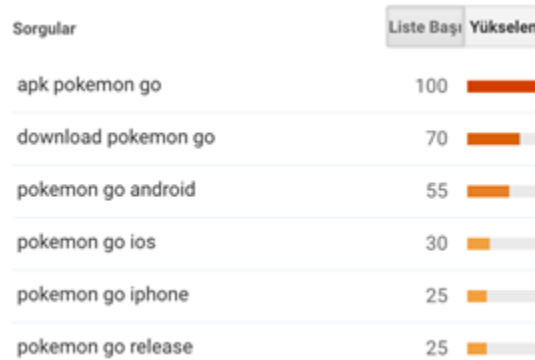 Sorgular Liste Başı Yükselen
apk pokemon go 100
download pokemon go 70
pokemon go android 55
pokemon go ios 30
pokemon go iphone 25
pokemon go release 25